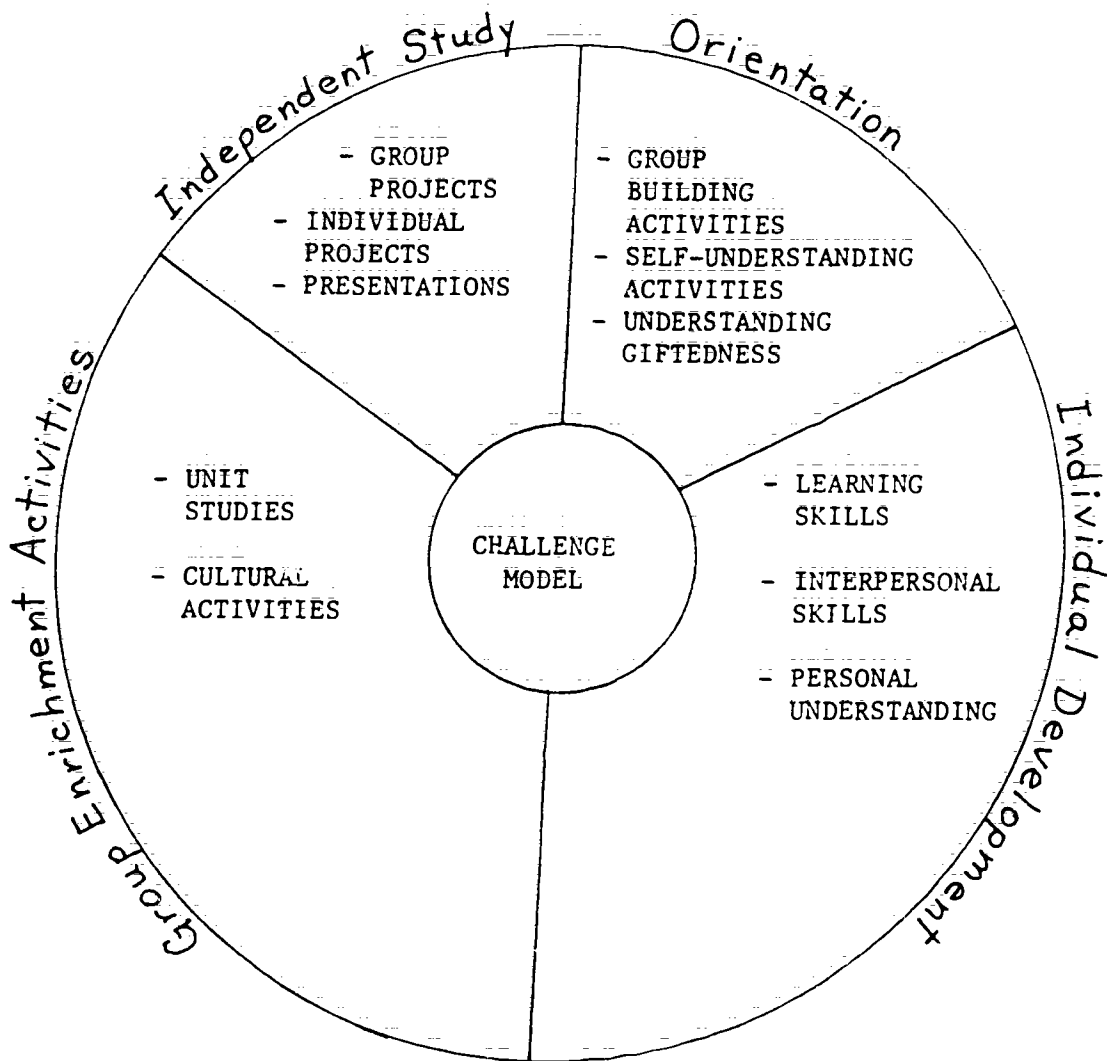 Independent Study
- GROUP
PROJECTS
- INDIVIDUAL
PROJECTS
- PRESENTATIONS
Orientation
- GROUP
BUILDING
ACTIVITIES
- SELF-UNDERSTANDING
ACTIVITIES
- UNDERSTANDING
GIFTEDNESS
Individual Development
- LEARNING
SKILLS
- INTERPERSONAL
SKILLS
- PERSONAL
UNDERSTANDING
Group Enrichment Activities
- UNIT
STUDIES
- CULTURAL
ACTIVITIES
CHALLENGE
MODEL